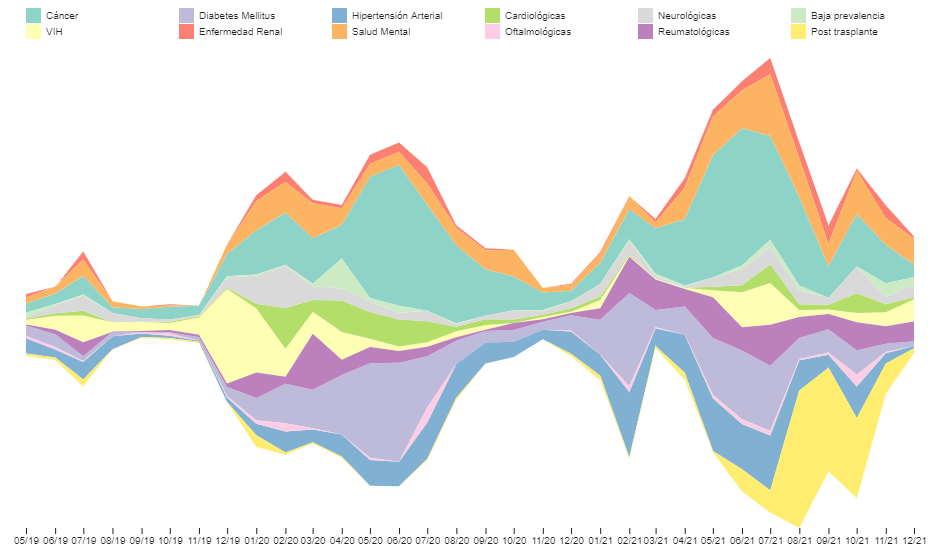 Cáncer Diabetes Mellitus Hipertensión Arterial Cardiológicas Neurológicas Baja prevalencia
VIH Enfermedad Renal Salud Mental Oftalmológicas Reumatológicas Post trasplante
05/19 06/19 07/19 08/19 09/19 10/19 11/19 12/19 01/20 02/20 03/20 04/20 05/20 06/20 07/20 08/20 09/20 10/20 11/20 12/20 01/21 02/21 03/21 04/21 05/21 06/21 07/21 08/21 09/21 10/21 11/21 12/21